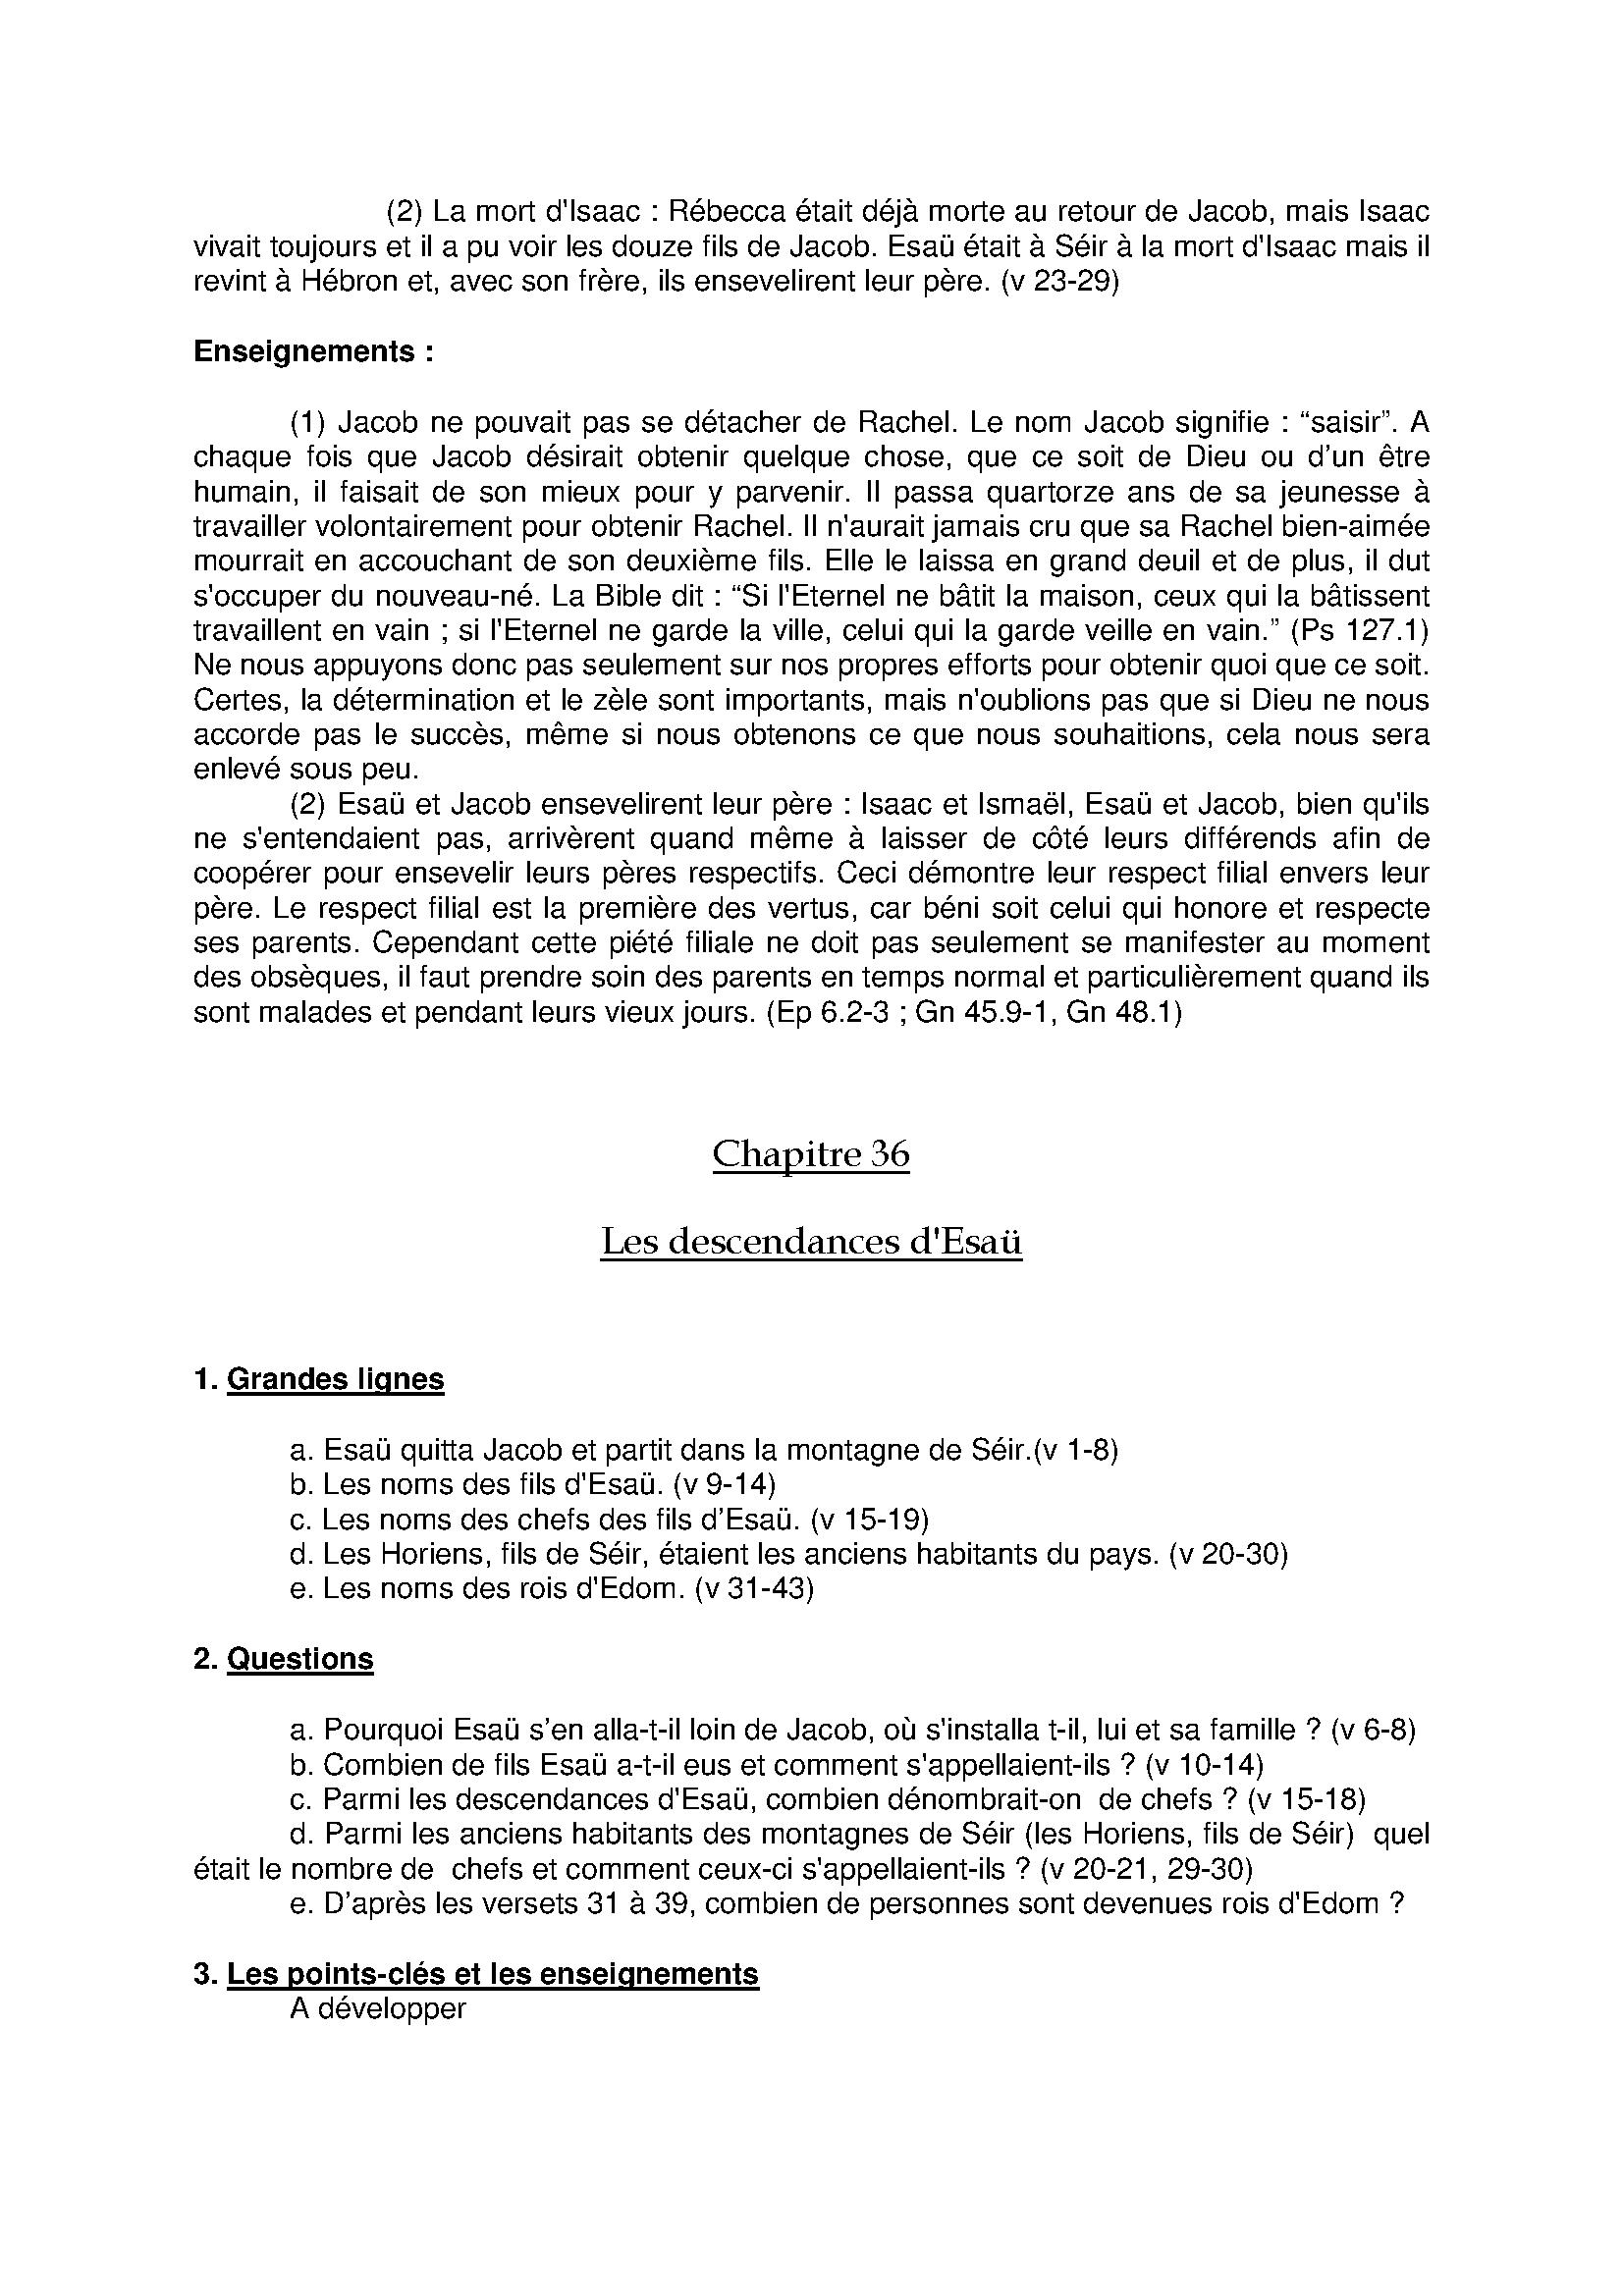 (2) La mort d'Isaac : Rébecca était déjà morte au retour de Jacob, mais Isaac
vivait toujours et il a pu voir les douze fils de Jacob. Esaü était à Séir à la mort d'Isaac mais il
revint à Hébron et, avec son frère, ils ensevelirent leur père. (v 23-29)
Enseignements :
(1) Jacob ne pouvait pas se détacher de Rachel. Le nom Jacob signifie : “saisir”. A
chaque fois que Jacob désirait obtenir quelque chose, que ce soit de Dieu ou d’un être
humain, il faisait de son mieux pour y parvenir. Il passa quartorze ans de sa jeunesse à
travailler volontairement pour obtenir Rachel. Il n'aurait jamais cru que sa Rachel bien-aimée
mourrait en accouchant de son deuxième fils. Elle le laissa en grand deuil et de plus, il dut
s'occuper du nouveau-né. La Bible dit : “Si l'Eternel ne bâtit la maison, ceux qui la bâtissent
travaillent en vain ; si l'Eternel ne garde la ville, celui qui la garde veille en vain.” (Ps 127.1)
Ne nous appuyons donc pas seulement sur nos propres efforts pour obtenir quoi que ce soit.
Certes, la détermination et le zèle sont importants, mais n'oublions pas que si Dieu ne nous
accorde pas le succès, même si nous obtenons ce que nous souhaitions, cela nous sera
enlevé sous peu.
(2) Esaü et Jacob ensevelirent leur père : Isaac et Ismaël, Esaü et Jacob, bien qu'ils
ne s'entendaient pas, arrivèrent quand même à laisser de côté leurs différends afin de
coopérer pour ensevelir leurs pères respectifs. Ceci démontre leur respect filial envers leur
père. Le respect filial est la première des vertus, car béni soit celui qui honore et respecte
ses parents. Cependant cette piété filiale ne doit pas seulement se manifester au moment
des obsèques, il faut prendre soin des parents en temps normal et particulièrement quand ils
sont malades et pendant leurs vieux jours. (Ep 6.2-3 ; Gn 45.9-1, Gn 48.1)
Chapitre 36
Les descendances d'Esaü
1. Grandes lignes
a. Esaü quitta Jacob et partit dans la montagne de Séir.(v 1-8)
b. Les noms des fils d'Esaü. (v 9-14)
c. Les noms des chefs des fils d’Esaü. (v 15-19)
d. Les Horiens, fils de Séir, étaient les anciens habitants du pays. (v 20-30)
e. Les noms des rois d'Edom. (v 31-43)
2. Questions
a. Pourquoi Esaü s’en alla-t-il loin de Jacob, où s'installa t-il, lui et sa famille ? (v 6-8)
b. Combien de fils Esaü a-t-il eus et comment s'appellaient-ils ? (v 10-14)
c. Parmi les descendances d'Esaü, combien dénombrait-on  de chefs ? (v 15-18)
d. Parmi les anciens habitants des montagnes de Séir (les Horiens, fils de Séir)  quel
était le nombre de  chefs et comment ceux-ci s'appellaient-ils ? (v 20-21, 29-30)
e. D’après les versets 31 à 39, combien de personnes sont devenues rois d'Edom ?
3. Les points-clés et les enseignements
A développer